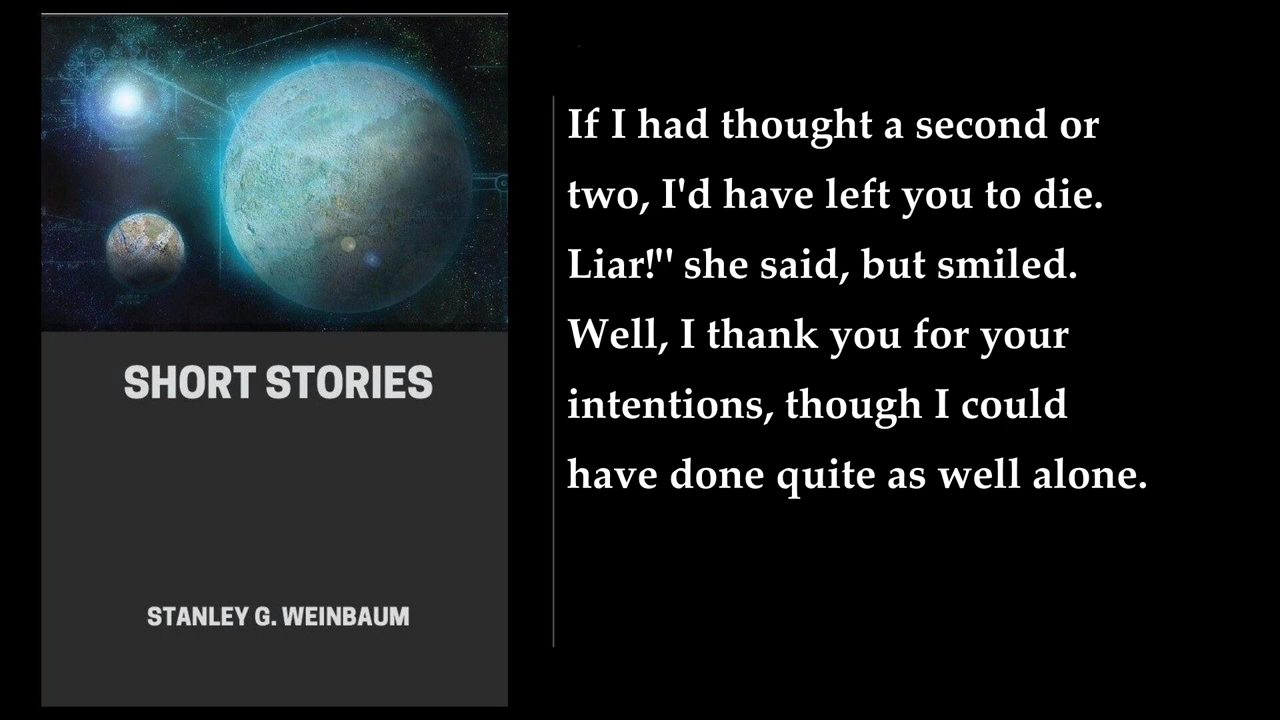 SHORT STORIES
STANLEY G. WEINBAUM
If I had thought a second or
two, I'd have left you to die.
Liar!" she said, but smiled.
Well, I thank you for your
intentions, though I could
have done quite as well alone.